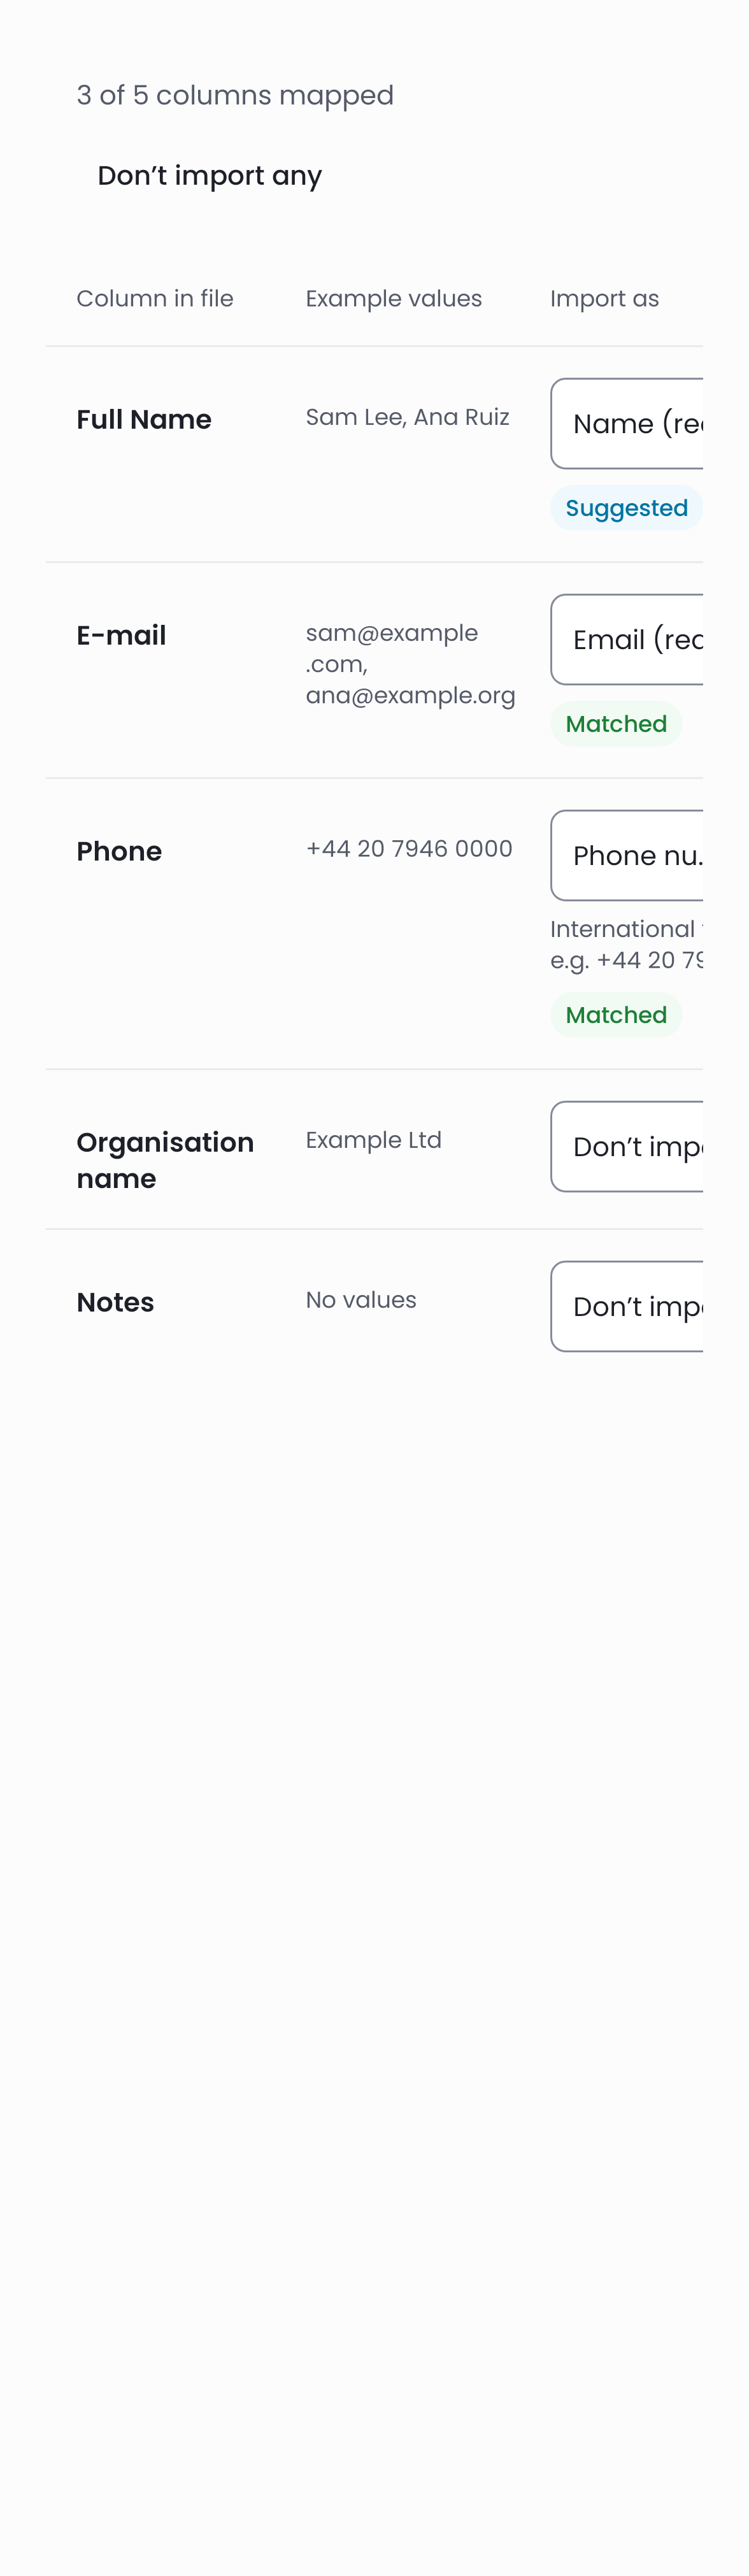 3 of 5 columns mapped
Don’t import any
Column in file Example values Import as
Full Name Sam Lee, Ana Ruiz Name (re
Suggested
E-mail sam@example Email (re
.com,
ana@example.org
Matched
Phone +44 20 7946 0000 Phone nu.
International
e.g. +44 20 79
Matched
Organisation Example Ltd Don’t imp
name
Notes No values Don’t imp